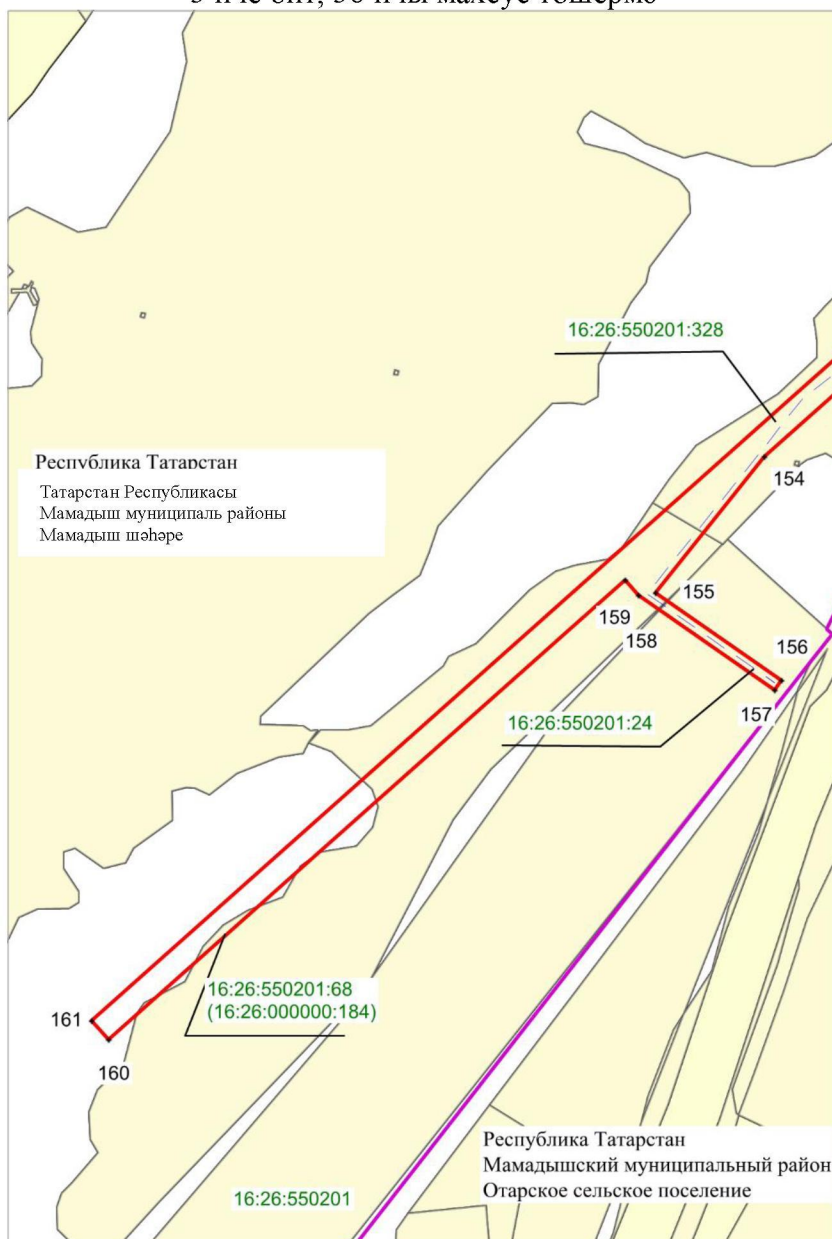 16:26:550201:328
Республика Татарстан
Татарстан Республикасы
Мамадыш муниципаль районы
Мамадыш шәһәре
154
155
159
158
156
157
16:26:550201:24
16:26:550201:68
(16:26:000000:184)
161
160
Республика Татарстан
Мамадышский муниципальный район
Отарское сельское поселение
16:26:550201